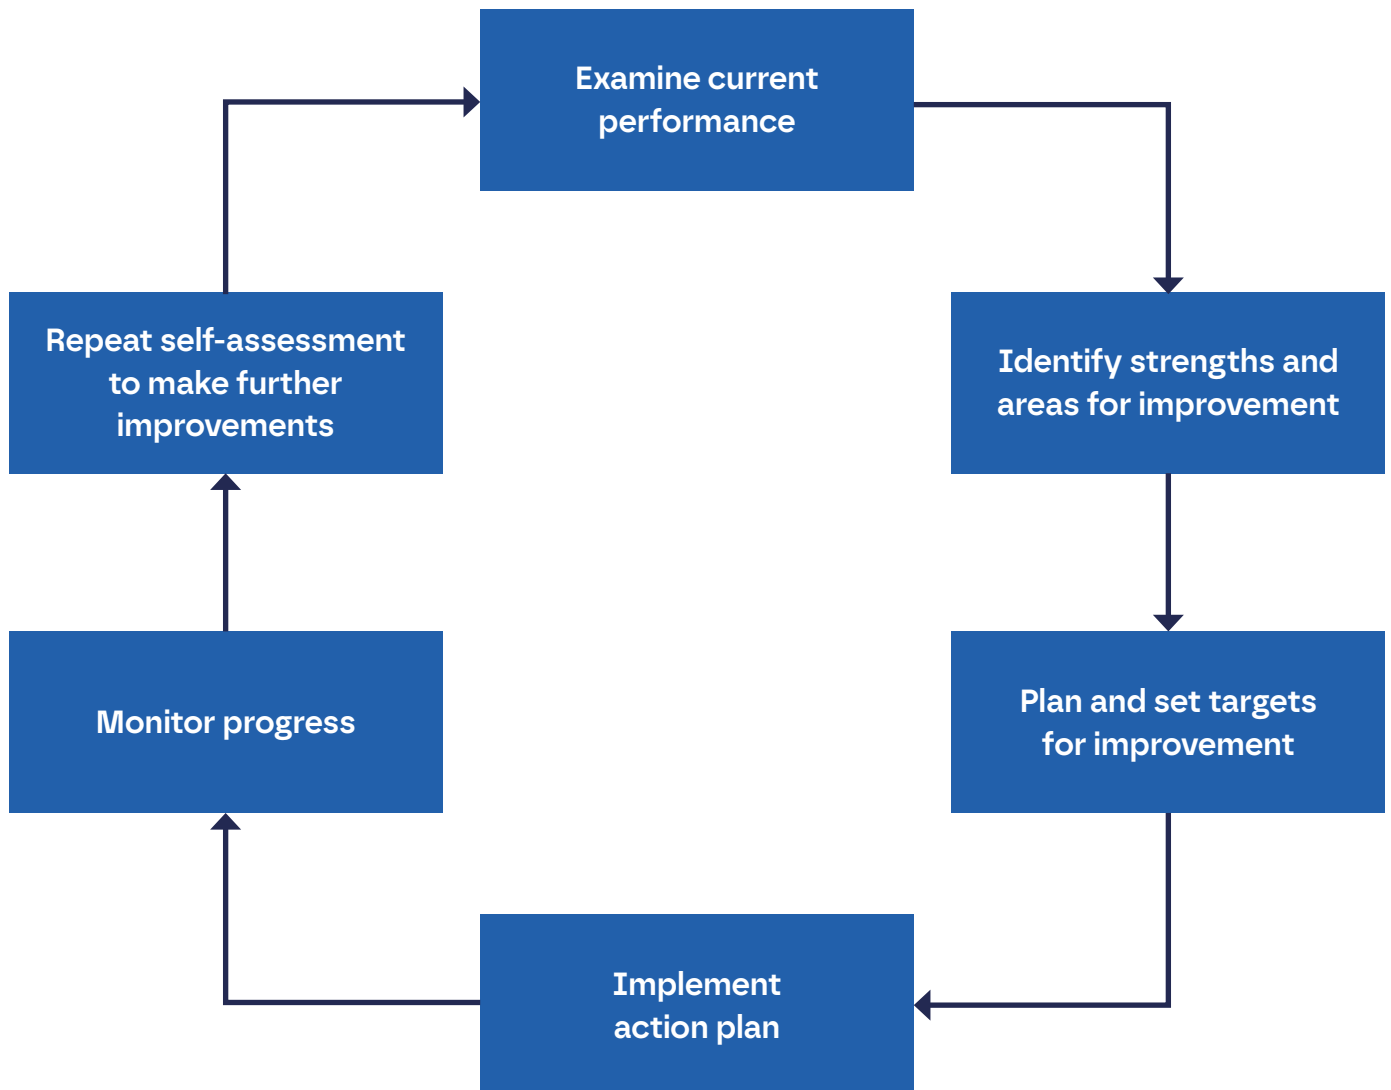 Examine current
performance
Identify strengths and
areas for improvement
Plan and set targets
for improvement
Implement
action plan
Monitor progress
Repeat self-assessment
to make further
improvements